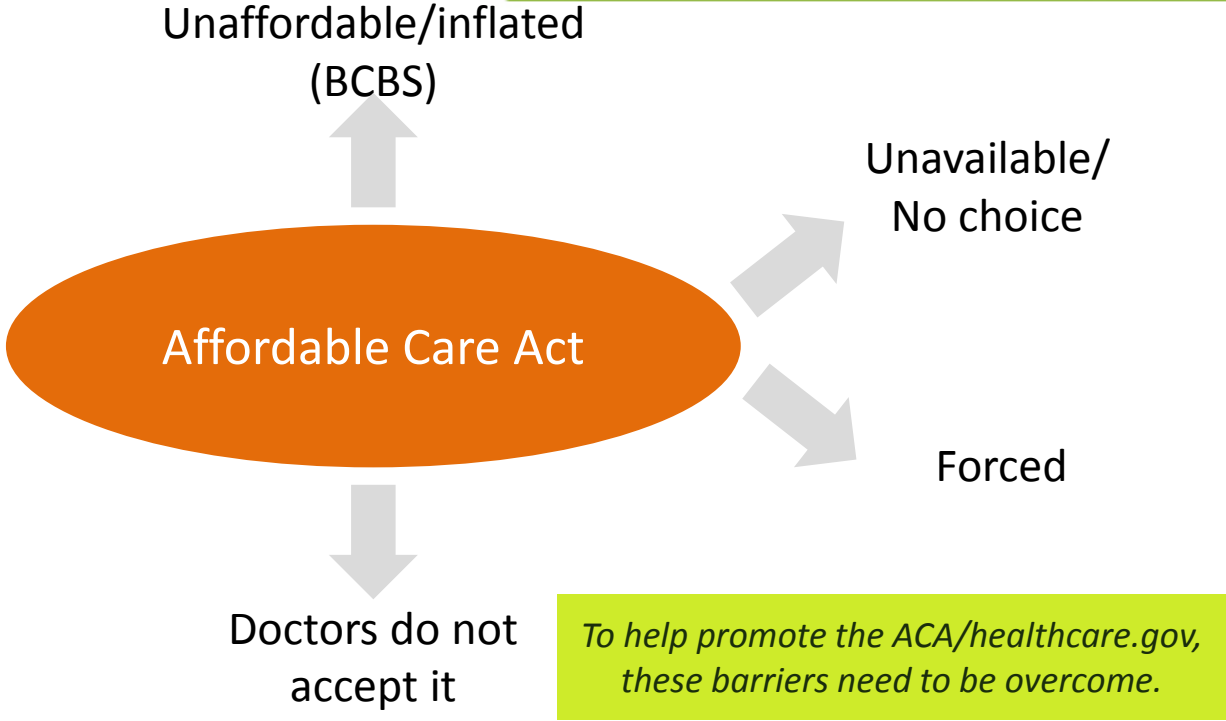 Unaffordable/inflated
(BCBS)
Unavailable/
No choice
Affordable Care Act
Forced
Doctors do not
accept it
To help promote the ACA/healthcare.gov,
these barriers need to be overcome.